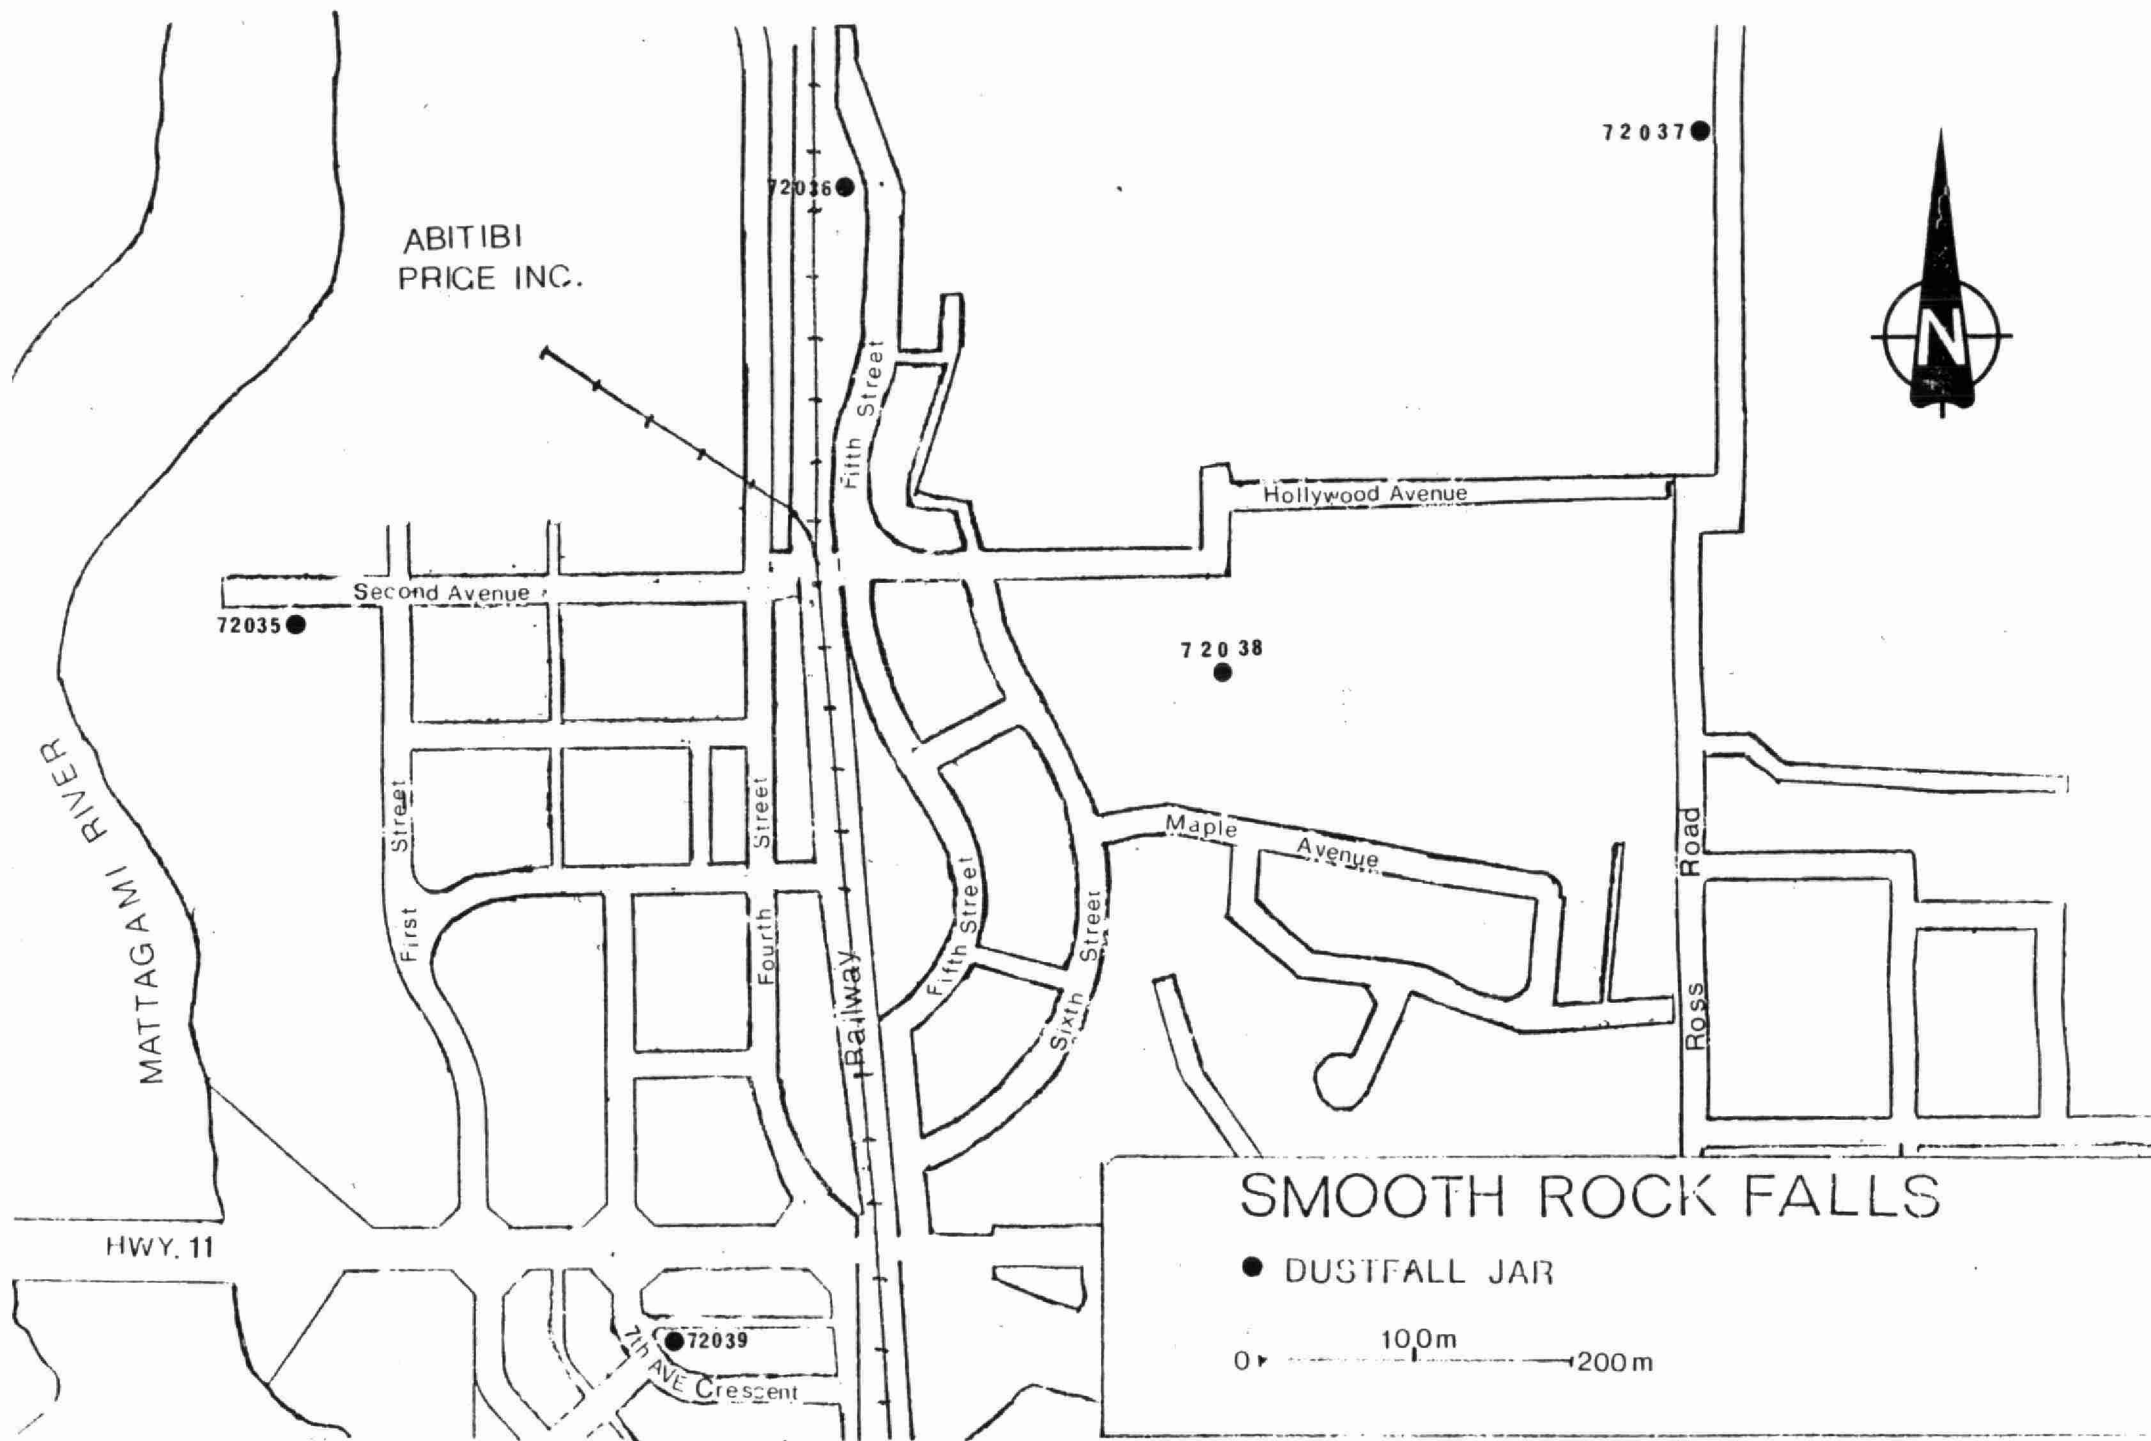 72037
72036
ABITIBI
PRICE INC.
N
Fifth Street
Hollywood Avenue
Second Avenue
72035
72038
MATTAGAMI RIVER
First Street
Fourth Street
Railway
Fifth Street
Sixth Street
Maple Avenue
Ross Road
HWY. 11
72039
7th AVE Crescent
SMOOTH ROCK FALLS
DUSTFALL JAR
0 100m 200m